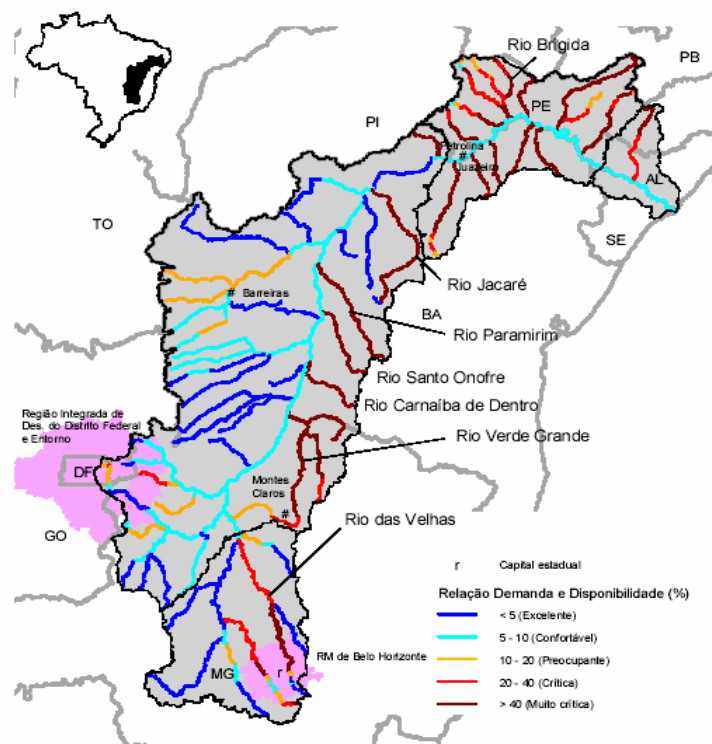 Rio Brígida
PB
PE
PI
Petrolina
#
Juazeiro
AL
TO
SE
# Barreiras
Rio Jacaré
BA
Rio Paramirim
Rio Santo Onofre
Região Integrada de
Des. do Distrito Federal
e Entorno
Rio Carnaíba de Dentro
Rio Verde Grande
DF
Montes
Claros
#
Rio das Velhas
GO
r Capital estadual
Relação Demanda e Disponibilidade (%)
< 5 (Excelente)
5 - 10 (Confortável)
10 - 20 (Preocupante)
20 - 40 (Crítica)
> 40 (Muito crítica)
RM de Belo Horizonte
MG
r